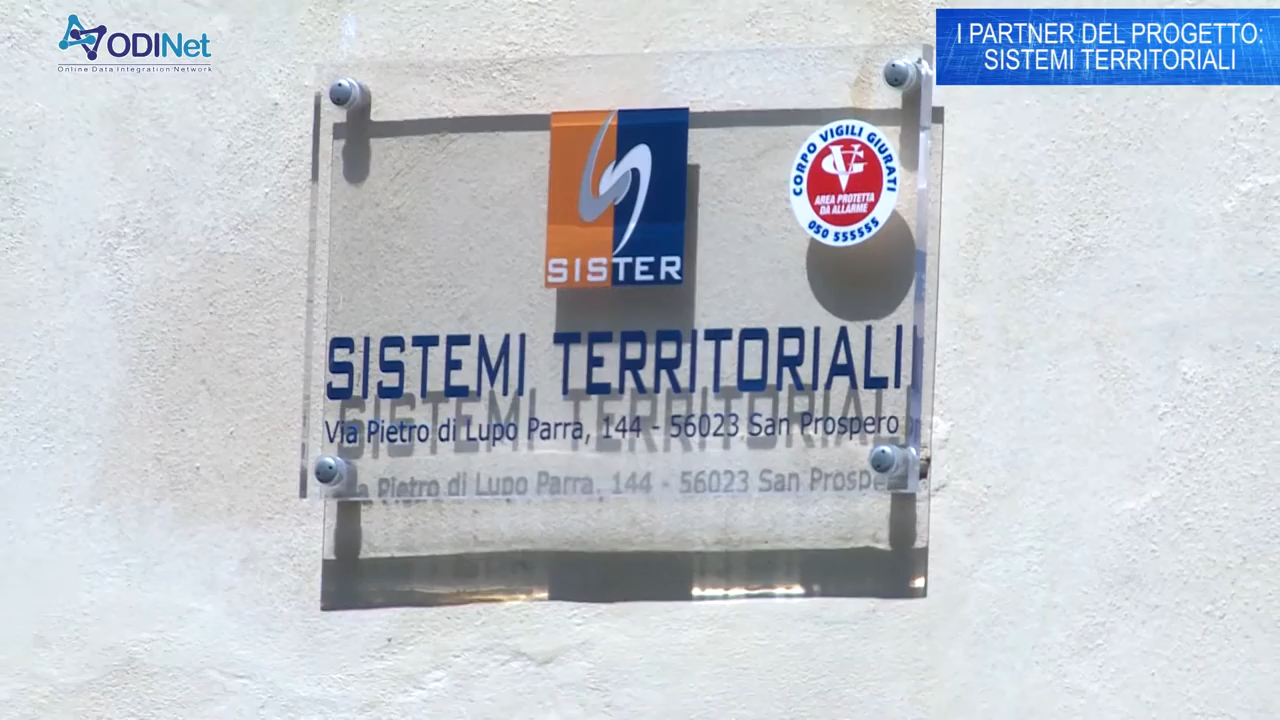 ODINet
Online Data Integration Network
I PARTNER DEL PROGETTO:
SISTEMI TERRITORIALI
SISTER
CORPO VIGILI GIURATI
VG
AREA PROTETTA
DA ALLARME
050 555555
SISTEMI TERRITORIALI
Via Pietro di Lupo Parra, 144 - 56023 San Prospero